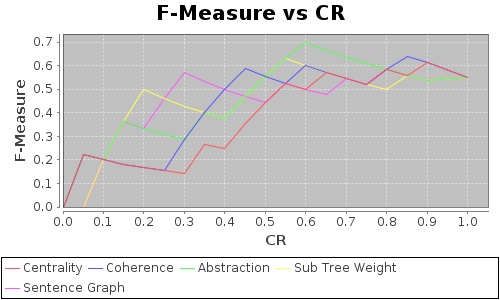 F-Measure vs CR
F-Measure
0.7
0.6
0.5
0.4
0.3
0.2
0.1
0.0
0.0 0.1 0.2 0.3 0.4 0.5 0.6 0.7 0.8 0.9 1.0
CR
Centrality Coherence Abstraction Sub Tree Weight
Sentence Graph